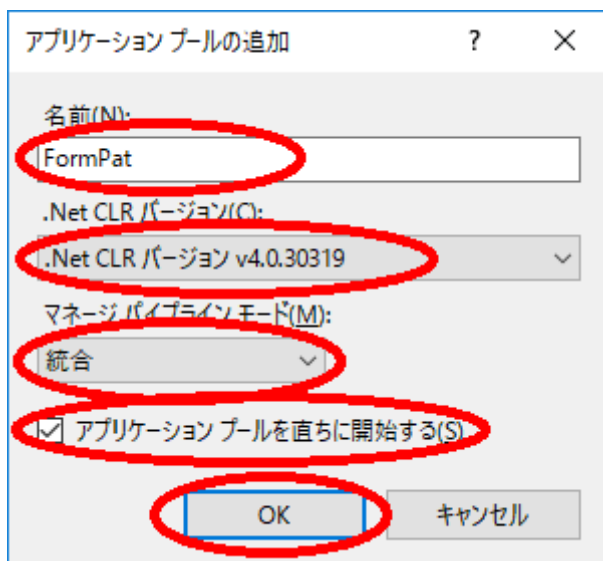 アプリケーション プールの追加 ? ×
名前(N):
FormPat
.Net CLR バージョン(C):
.Net CLR バージョン v4.0.30319
マネージ パイプライン モード(M):
統合
アプリケーション プールを直ちに開始する(S)
OK キャンセル